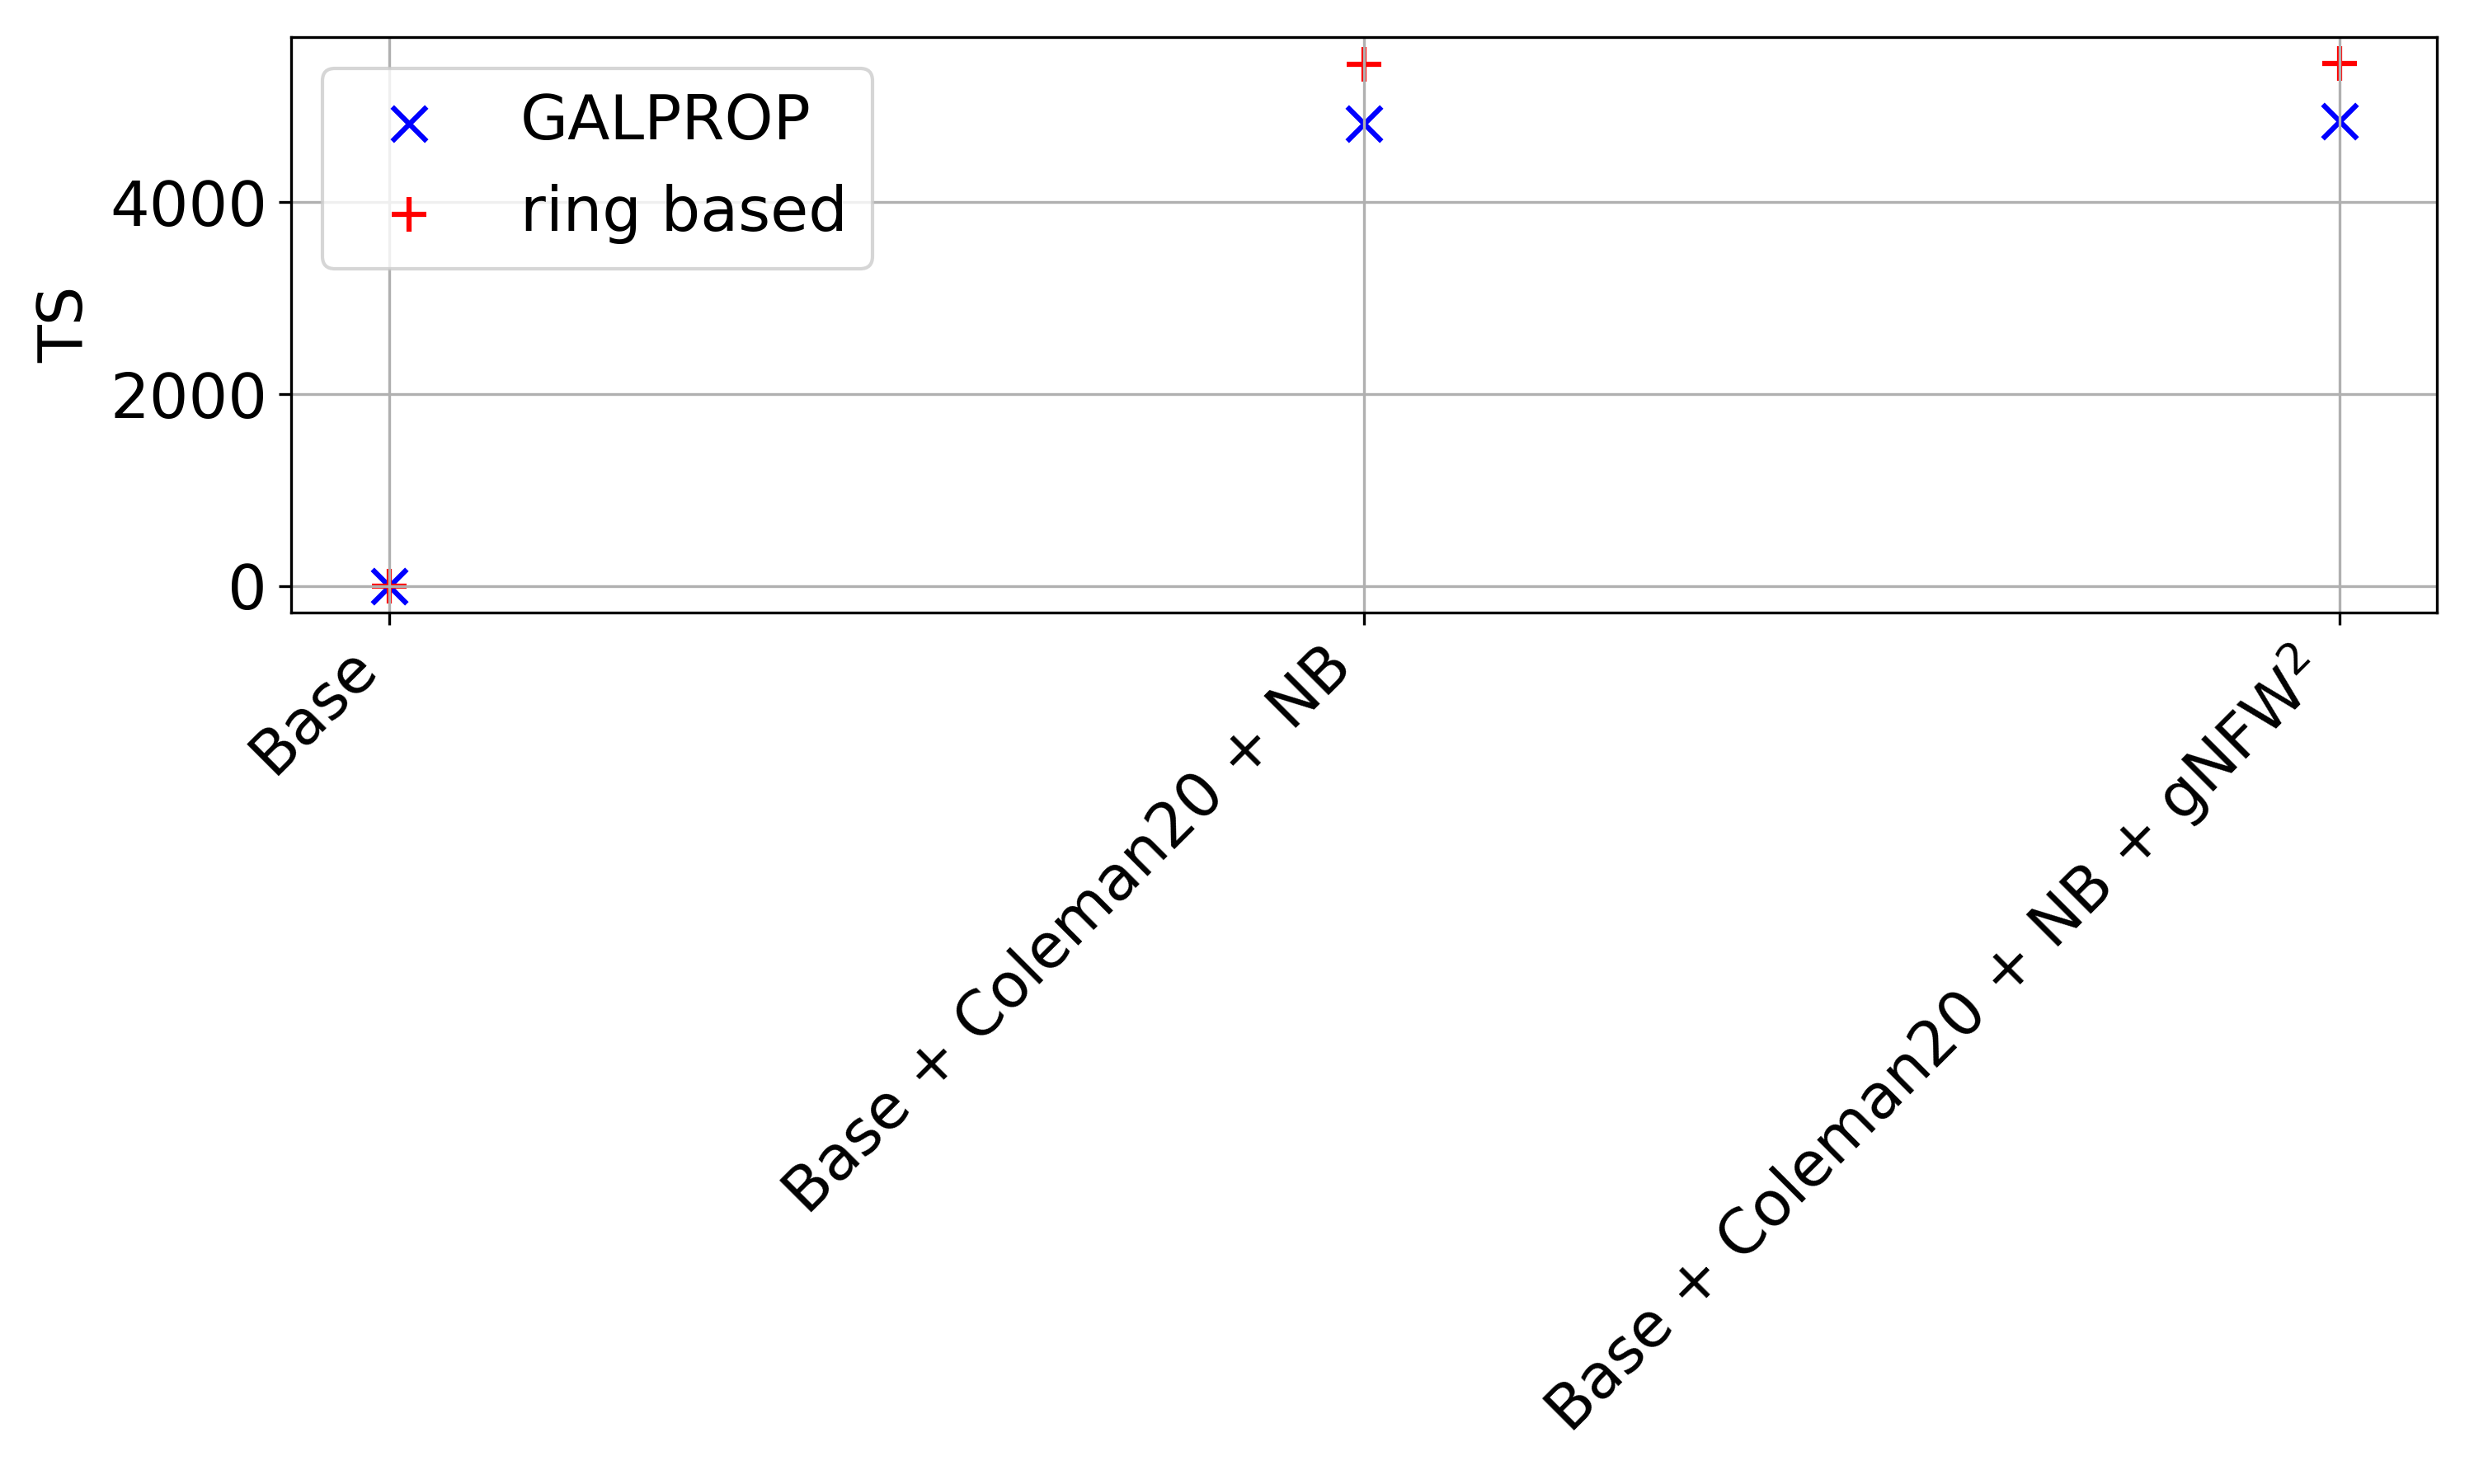 GALPROP
ring based
4000
2000
0
TS
Base
Base + Coleman20 + NB
Base + Coleman20 + NB + gNFW²